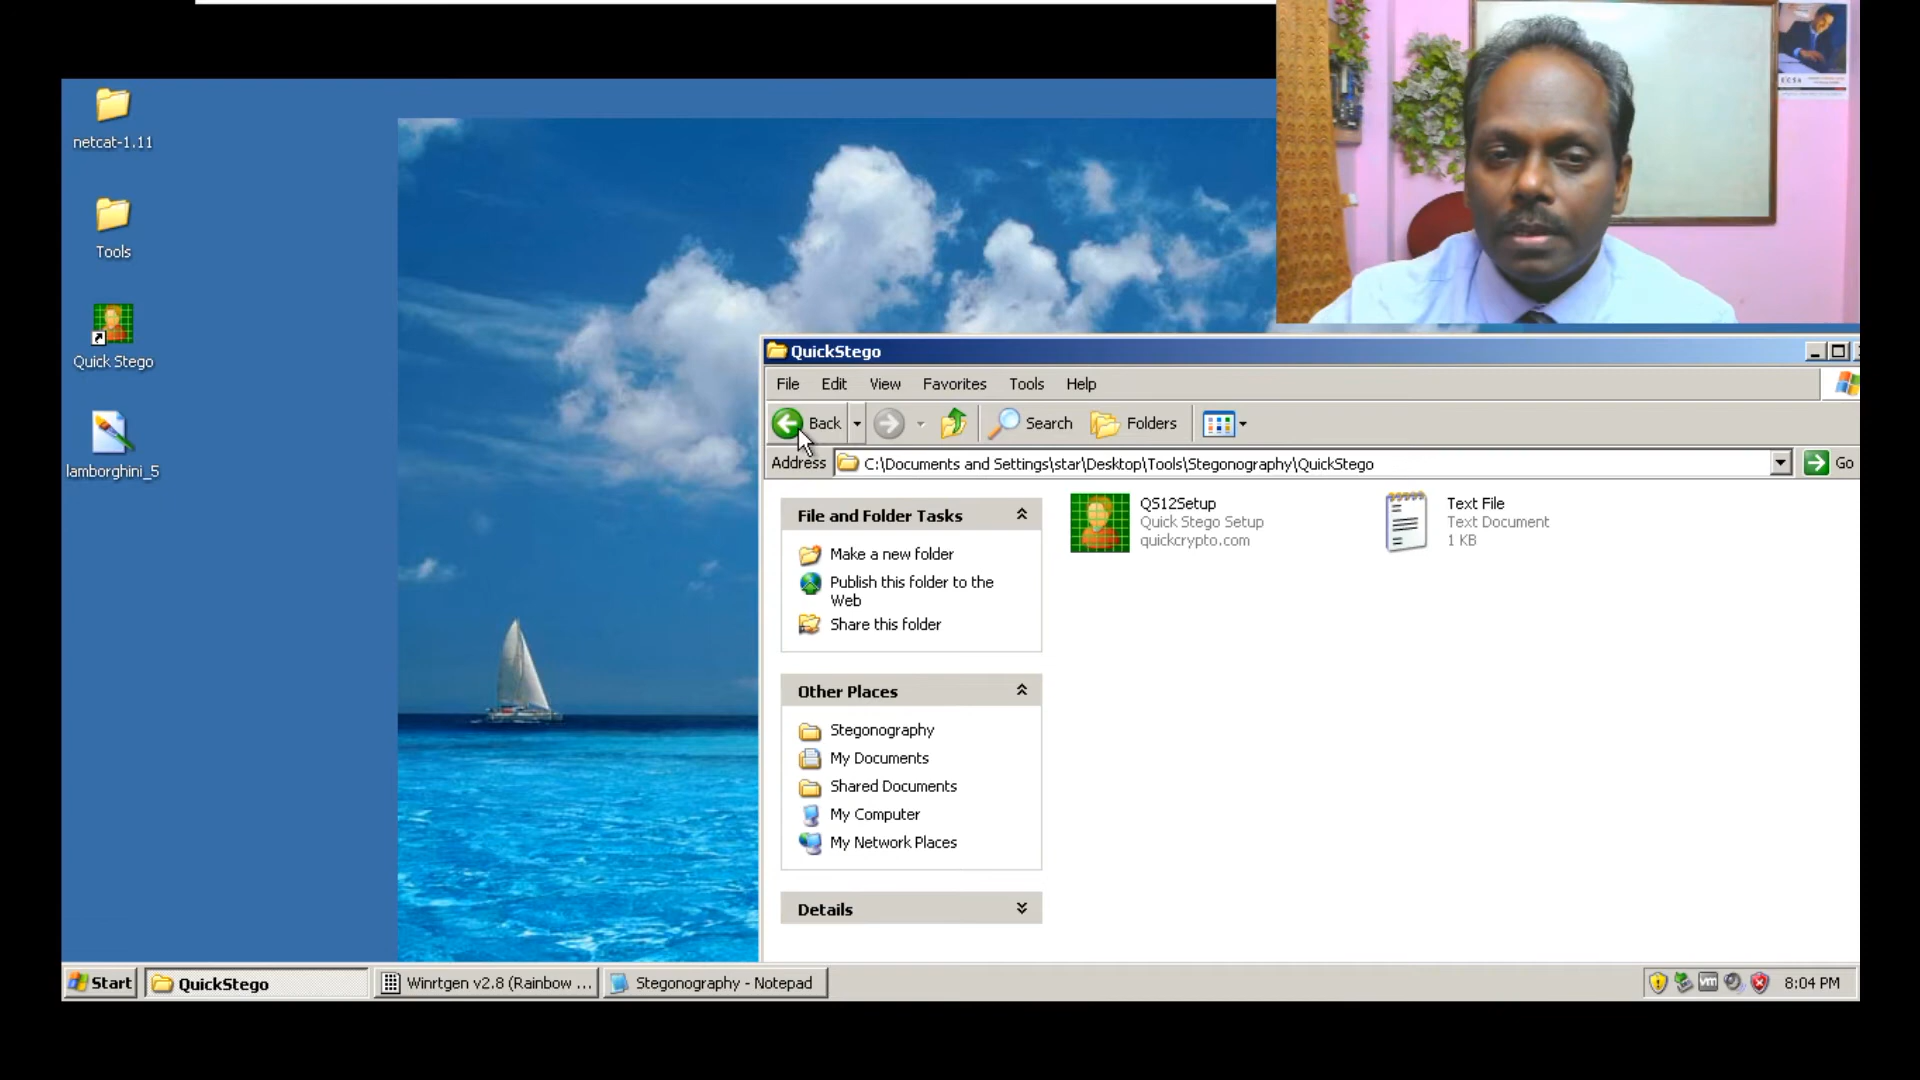 netcat-1.11
Tools
Quick Stego
lamborghini_5
QuickStego
File Edit View Favorites Tools Help
Back Search Folders
Address C:\Documents and Settings\star\Desktop\Tools\Stegonography\QuickStego Go
File and Folder Tasks
Make a new folder
Publish this folder to the
Web
Share this folder
Other Places
Stegonography
My Documents
Shared Documents
My Computer
My Network Places
Details
QS12Setup
Quick Stego Setup
quickcrypto.com
Text File
Text Document
1 KB
Start QuickStego Winrtgen v2.8 (Rainbow ... Stegonography - Notepad vm 8:04 PM